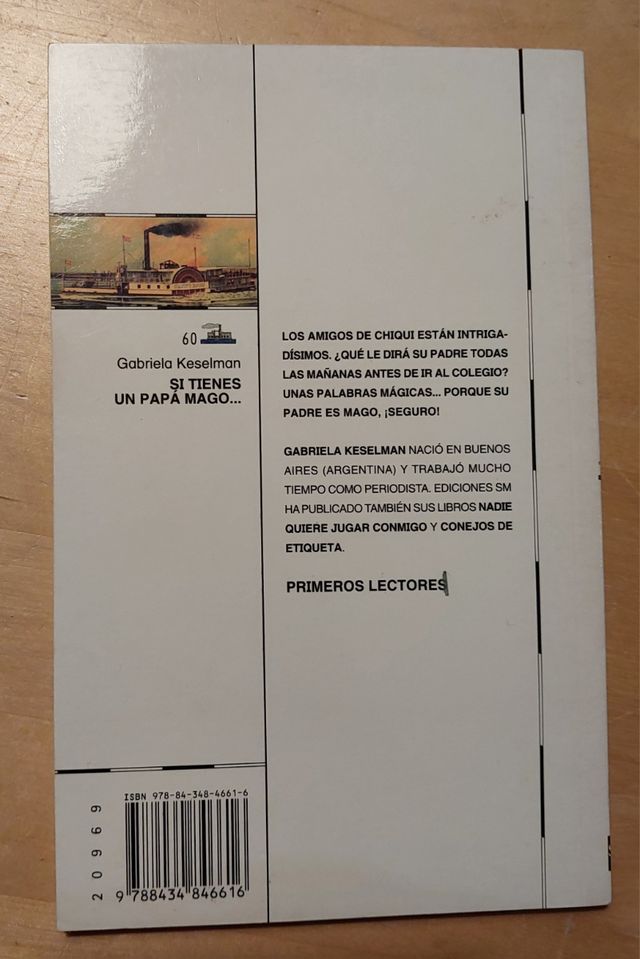 60
Gabriela Keselman
SI TIENES
UN PAPÁ MAGO...
LOS AMIGOS DE CHIQUI ESTÁN INTRIGA-
DÍSIMOS. ¿QUÉ LE DIRÁ SU PADRE TODAS
LAS MAÑANAS ANTES DE IR AL COLEGIO?
UNAS PALABRAS MÁGICAS... PORQUE SU
PADRE ES MAGO, ¡SEGURO!
GABRIELA KESELMAN NACIÓ EN BUENOS
AIRES (ARGENTINA) Y TRABAJÓ MUCHO
TIEMPO COMO PERIODISTA. EDICIONES SM
HA PUBLICADO TAMBIÉN SUS LIBROS NADIE
QUIERE JUGAR CONMIGO Y CONEJOS DE
ETIQUETA.
PRIMEROS LECTORES
ISBN 978-84-348-4661-6
20969
9 788434 846616